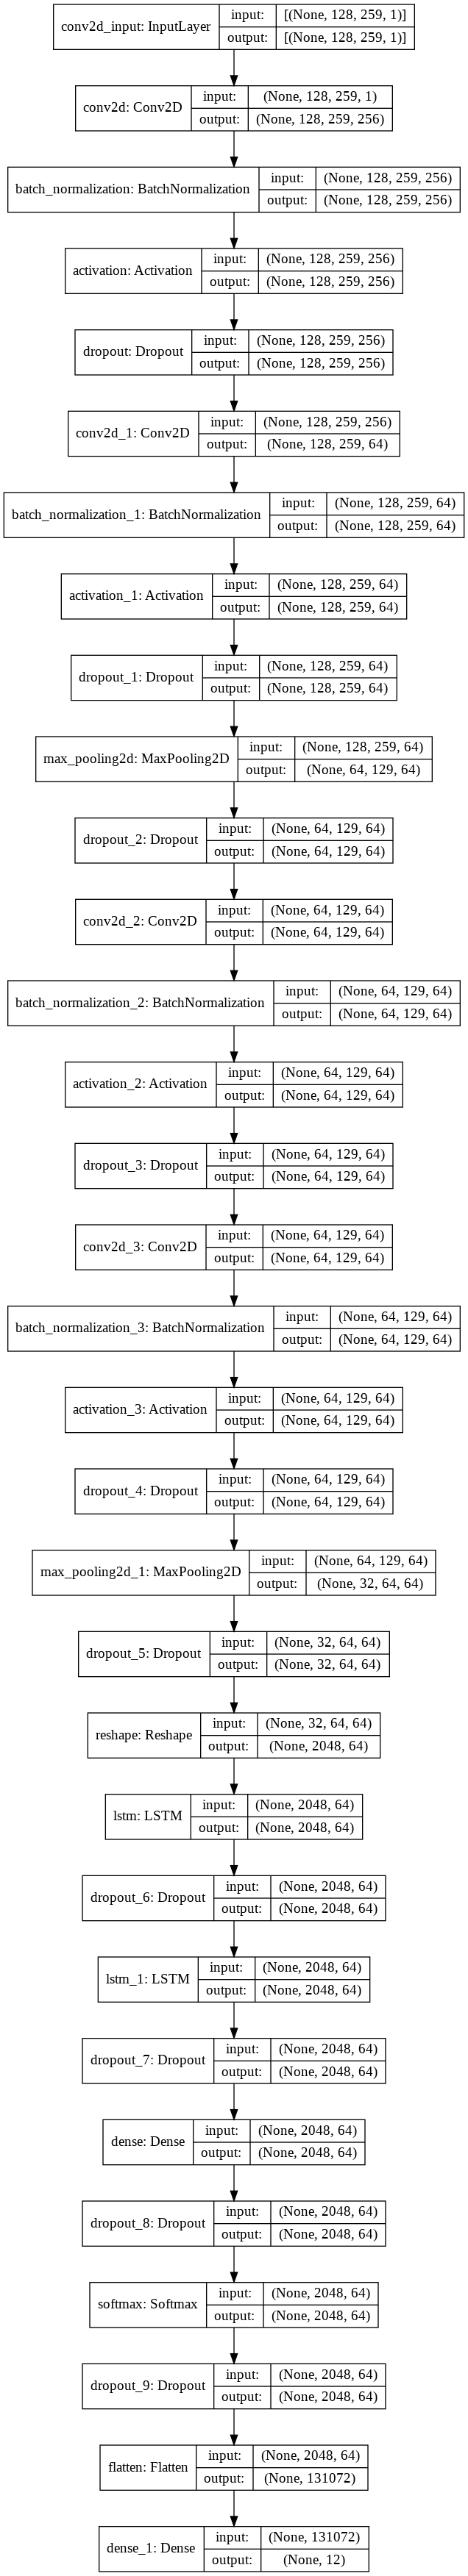 conv2d_input: InputLayer
input:
[(None, 128, 259, 1)]
output:
[(None, 128, 259, 1)]
conv2d: Conv2D
input:
(None, 128, 259, 1)
output:
(None, 128, 259, 256)
batch_normalization: BatchNormalization
input:
(None, 128, 259, 256)
output:
(None, 128, 259, 256)
activation: Activation
input:
(None, 128, 259, 256)
output:
(None, 128, 259, 256)
dropout: Dropout
input:
(None, 128, 259, 256)
output:
(None, 128, 259, 256)
conv2d_1: Conv2D
input:
(None, 128, 259, 256)
output:
(None, 128, 259, 64)
batch_normalization_1: BatchNormalization
input:
(None, 128, 259, 64)
output:
(None, 128, 259, 64)
activation_1: Activation
input:
(None, 128, 259, 64)
output:
(None, 128, 259, 64)
dropout_1: Dropout
input:
(None, 128, 259, 64)
output:
(None, 128, 259, 64)
max_pooling2d: MaxPooling2D
input:
(None, 128, 259, 64)
output:
(None, 64, 129, 64)
dropout_2: Dropout
input:
(None, 64, 129, 64)
output:
(None, 64, 129, 64)
conv2d_2: Conv2D
input:
(None, 64, 129, 64)
output:
(None, 64, 129, 64)
batch_normalization_2: BatchNormalization
input:
(None, 64, 129, 64)
output:
(None, 64, 129, 64)
activation_2: Activation
input:
(None, 64, 129, 64)
output:
(None, 64, 129, 64)
dropout_3: Dropout
input:
(None, 64, 129, 64)
output:
(None, 64, 129, 64)
conv2d_3: Conv2D
input:
(None, 64, 129, 64)
output:
(None, 64, 129, 64)
batch_normalization_3: BatchNormalization
input:
(None, 64, 129, 64)
output:
(None, 64, 129, 64)
activation_3: Activation
input:
(None, 64, 129, 64)
output:
(None, 64, 129, 64)
dropout_4: Dropout
input:
(None, 64, 129, 64)
output:
(None, 64, 129, 64)
max_pooling2d_1: MaxPooling2D
input:
(None, 64, 129, 64)
output:
(None, 32, 64, 64)
dropout_5: Dropout
input:
(None, 32, 64, 64)
output:
(None, 32, 64, 64)
reshape: Reshape
input:
(None, 32, 64, 64)
output:
(None, 2048, 64)
lstm: LSTM
input:
(None, 2048, 64)
output:
(None, 2048, 64)
dropout_6: Dropout
input:
(None, 2048, 64)
output:
(None, 2048, 64)
lstm_1: LSTM
input:
(None, 2048, 64)
output:
(None, 2048, 64)
dropout_7: Dropout
input:
(None, 2048, 64)
output:
(None, 2048, 64)
dense: Dense
input:
(None, 2048, 64)
output:
(None, 2048, 64)
dropout_8: Dropout
input:
(None, 2048, 64)
output:
(None, 2048, 64)
softmax: Softmax
input:
(None, 2048, 64)
output:
(None, 2048, 64)
dropout_9: Dropout
input:
(None, 2048, 64)
output:
(None, 2048, 64)
flatten: Flatten
input:
(None, 2048, 64)
output:
(None, 131072)
dense_1: Dense
input:
(None, 131072)
output:
(None, 12)